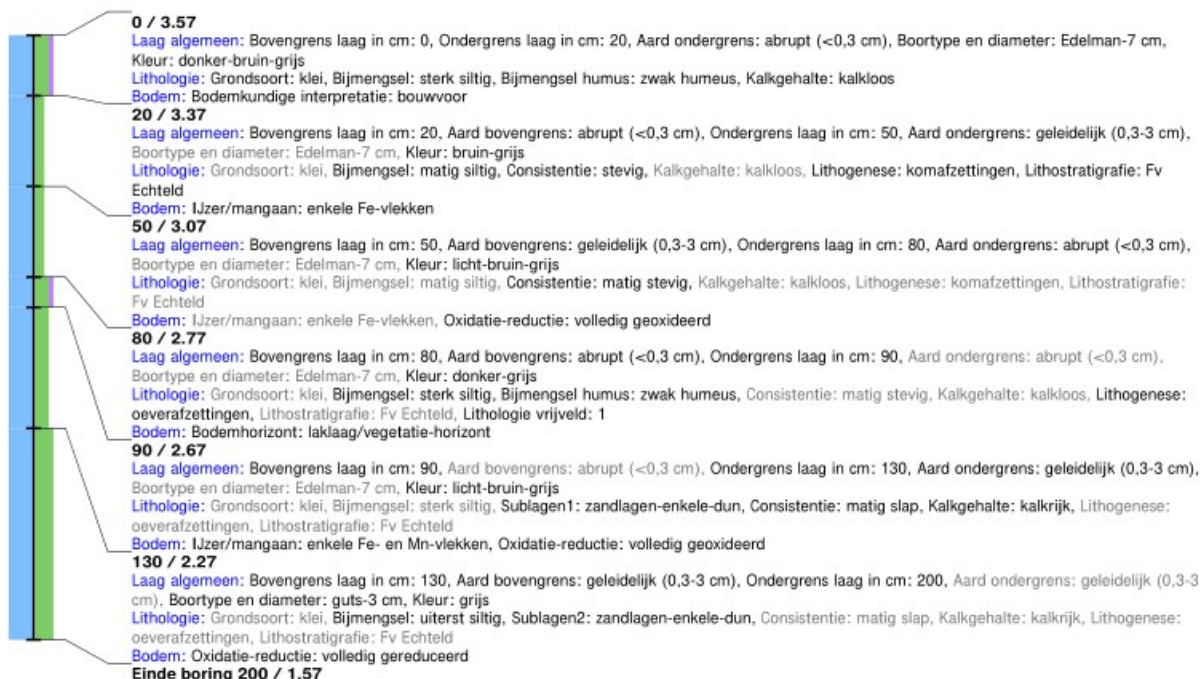 0 / 3.57
Laag algemeen: Bovengrens laag in cm: 0, Ondergrens laag in cm: 20, Aard ondergrens: abrupt (<0,3 cm), Boortype en diameter: Edelman-7 cm,
Kleur: donker-bruin-grijs
Lithologie: Grondsoort: klei, Bijmengsel: sterk siltig, Bijmengsel humus: zwak humeus, Kalkgehalte: kalkloos
Bodem: Bodemkundige interpretatie: bouwvoor
20 / 3.37
Laag algemeen: Bovengrens laag in cm: 20, Aard bovengrens: abrupt (<0,3 cm), Ondergrens laag in cm: 50, Aard ondergrens: geleidelijk (0,3-3 cm),
Boortype en diameter: Edelman-7 cm, Kleur: bruin-grijs
Lithologie: Grondsoort: klei, Bijmengsel: matig siltig, Consistentie: stevig, Kalkgehalte: kalkloos, Lithogenese: komafzettingen, Lithostratigrafie: Fv
Echteld
Bodem: IJzer/mangaan: enkele Fe-vlekken
50 / 3.07
Laag algemeen: Bovengrens laag in cm: 50, Aard bovengrens: geleidelijk (0,3-3 cm), Ondergrens laag in cm: 80, Aard ondergrens: abrupt (<0,3 cm),
Boortype en diameter: Edelman-7 cm, Kleur: licht-bruin-grijs
Lithologie: Grondsoort: klei, Bijmengsel: matig siltig, Consistentie: matig stevig, Kalkgehalte: kalkloos, Lithogenese: komafzettingen, Lithostratigrafie:
Fv Echteld
Bodem: IJzer/mangaan: enkele Fe-vlekken, Oxidatie-reductie: volledig geoxideerd
80 / 2.77
Laag algemeen: Bovengrens laag in cm: 80, Aard bovengrens: abrupt (<0,3 cm), Ondergrens laag in cm: 90, Aard ondergrens: abrupt (<0,3 cm),
Boortype en diameter: Edelman-7 cm, Kleur: donker-grijs
Lithologie: Grondsoort: klei, Bijmengsel: sterk siltig, Bijmengsel humus: zwak humeus, Consistentie: matig stevig, Kalkgehalte: kalkloos, Lithogenese:
oeverafzettingen, Lithostratigrafie: Fv Echteld, Lithologie vrijveld: 1
Bodem: Bodemhorizont: laklaag/vegetatie-horizont
90 / 2.67
Laag algemeen: Bovengrens laag in cm: 90, Aard bovengrens: abrupt (<0,3 cm), Ondergrens laag in cm: 130, Aard ondergrens: geleidelijk (0,3-3 cm),
Boortype en diameter: Edelman-7 cm, Kleur: licht-bruin-grijs
Lithologie: Grondsoort: klei, Bijmengsel: sterk siltig, Sublagen1: zandlagen-enkele-dun, Consistentie: matig slap, Kalkgehalte: kalkrijk, Lithogenese:
oeverafzettingen, Lithostratigrafie: Fv Echteld
Bodem: IJzer/mangaan: enkele Fe- en Mn-vlekken, Oxidatie-reductie: volledig geoxideerd
130 / 2.27
Laag algemeen: Bovengrens laag in cm: 130, Aard bovengrens: geleidelijk (0,3-3 cm), Ondergrens laag in cm: 200, Aard ondergrens: geleidelijk (0,3-3
cm), Boortype en diameter: guts-3 cm, Kleur: grijs
Lithologie: Grondsoort: klei, Bijmengsel: uiterst siltig, Sublagen2: zandlagen-enkele-dun, Consistentie: matig slap, Kalkgehalte: kalkrijk, Lithogenese:
oeverafzettingen, Lithostratigrafie: Fv Echteld
Bodem: Oxidatie-reductie: volledig gereduceerd
Einde boring 200 / 1.57